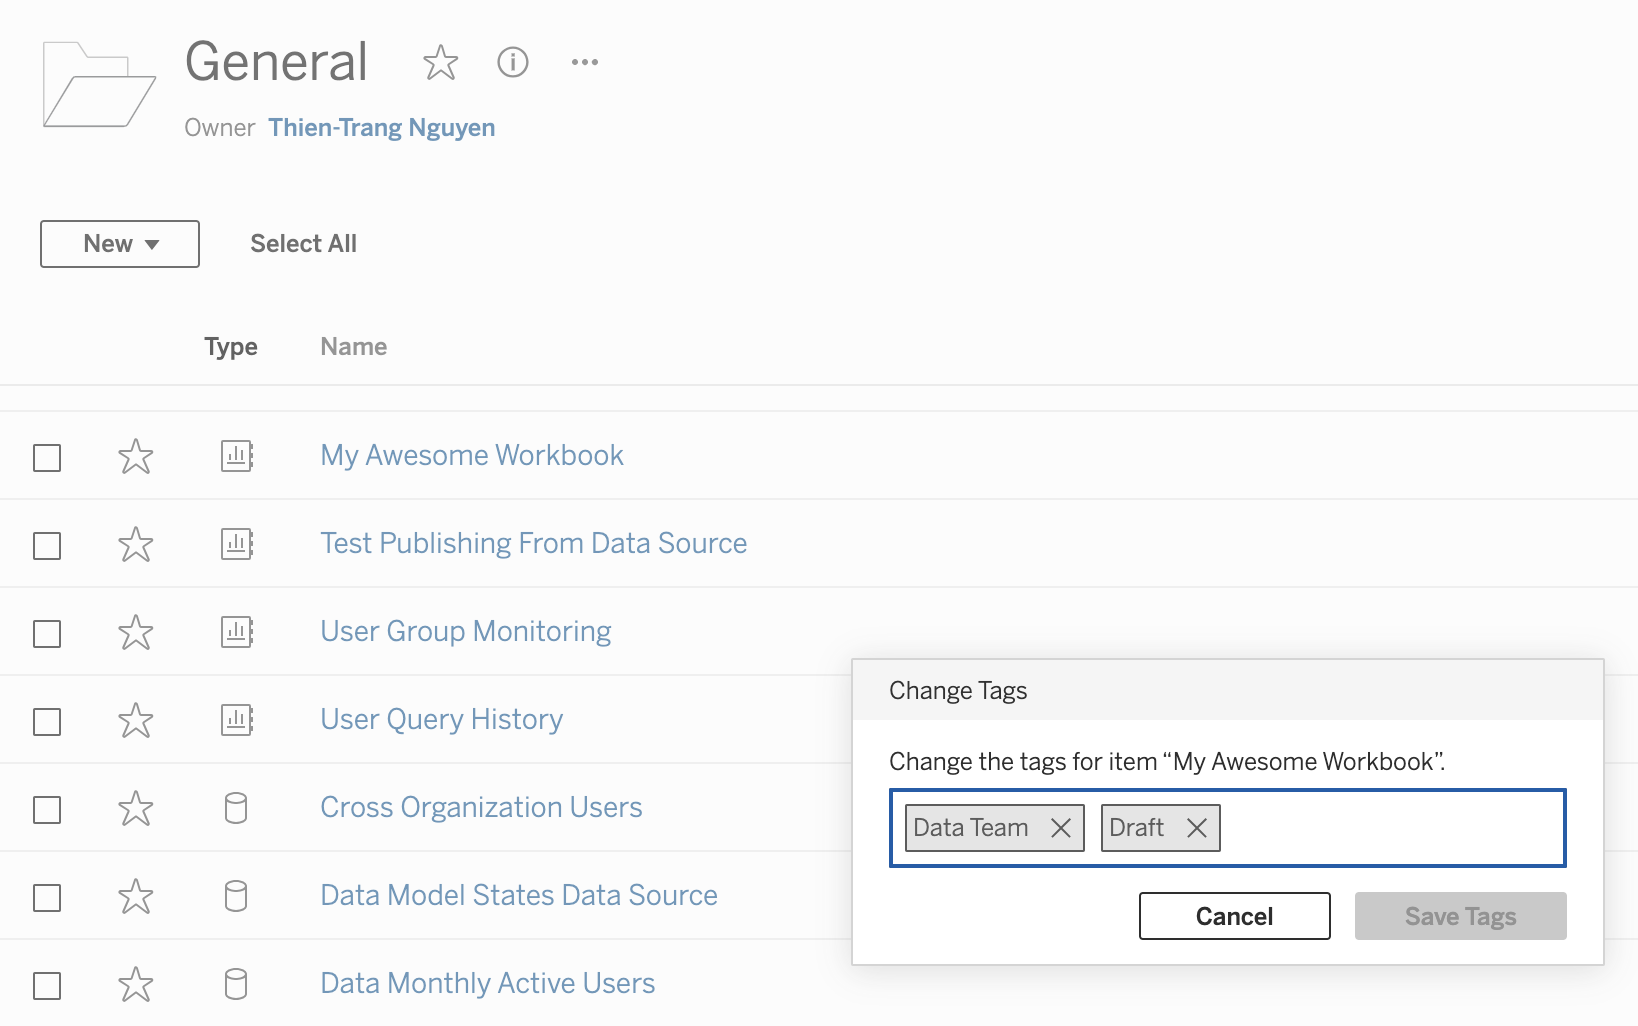 General
Owner Thien-Trang Nguyen
New Select All
Type Name
My Awesome Workbook
Test Publishing From Data Source
User Group Monitoring
User Query History
Cross Organization Users
Data Model States Data Source
Data Monthly Active Users
Change Tags
Change the tags for item “My Awesome Workbook”.
Data Team Draft
Cancel Save Tags